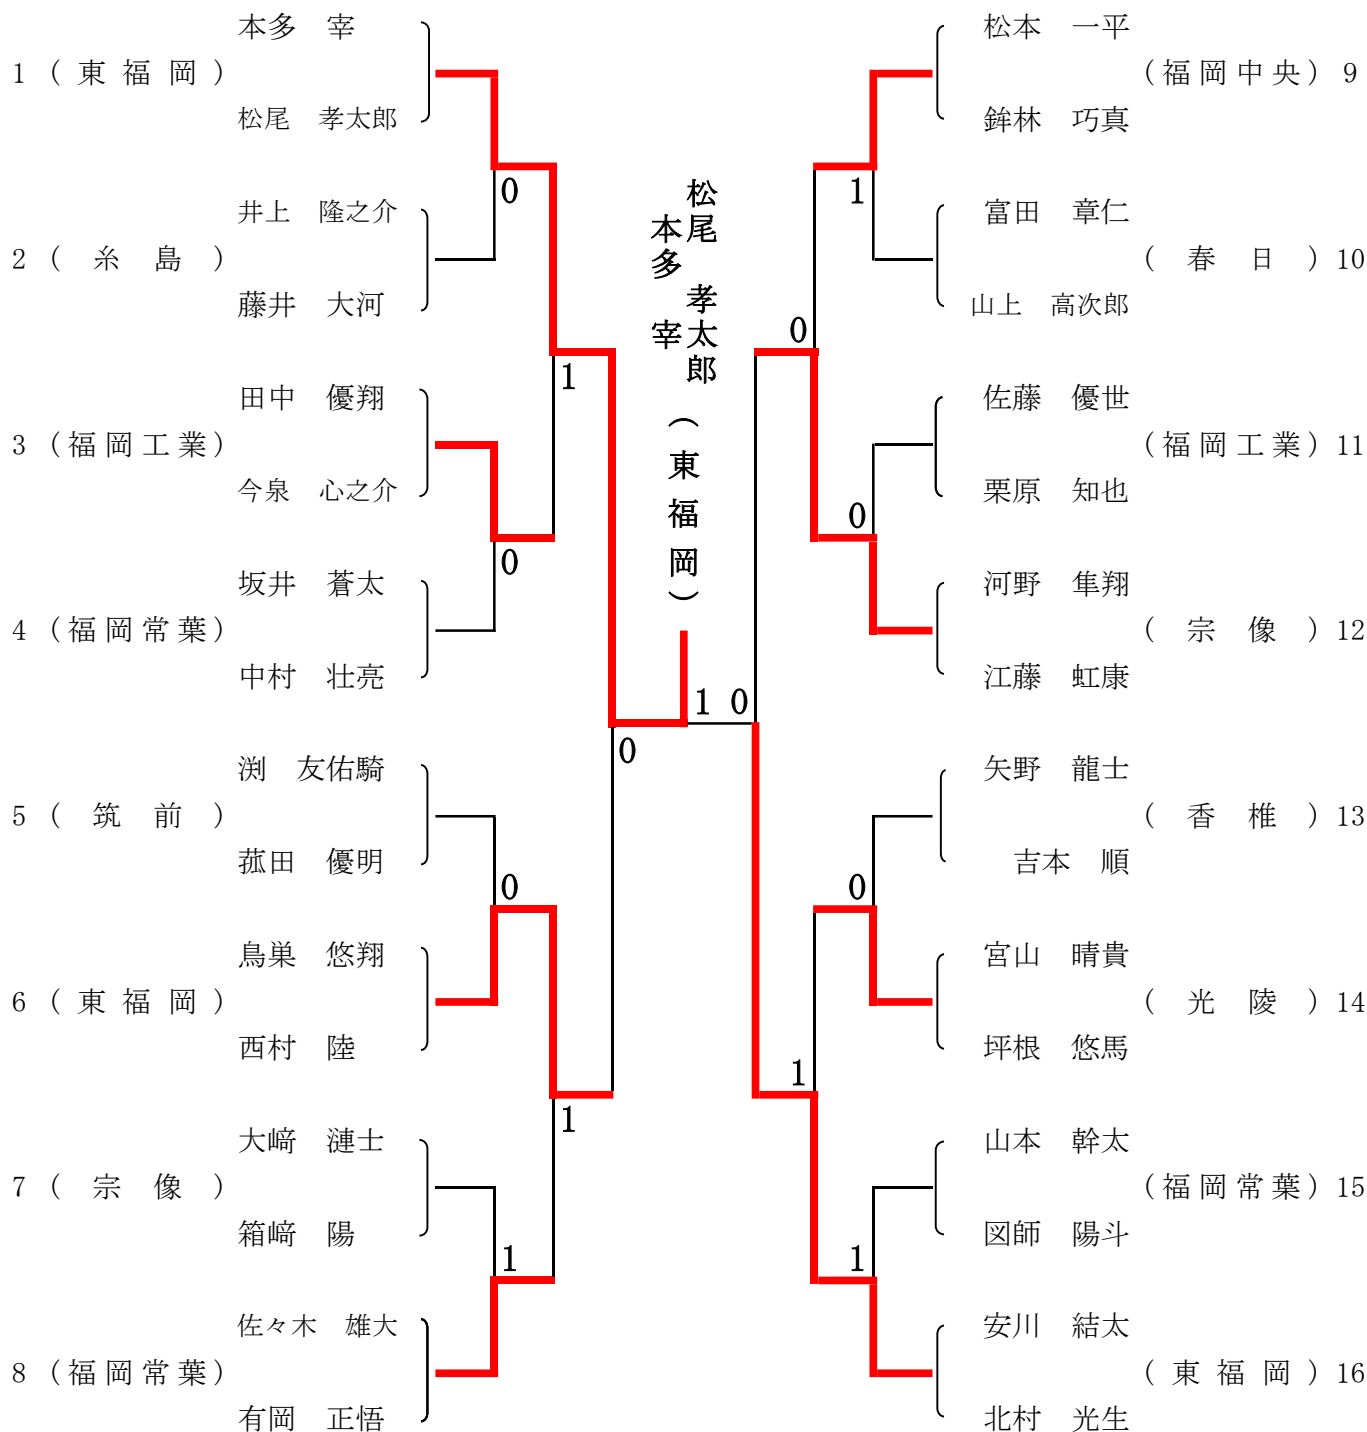 本多　宰
1 (東福岡)
松尾　孝太郎
0
井上　隆之介
2 (糸島)
藤井　大河
1
田中　優翔
3 (福岡工業)
今泉　心之介
0
坂井　蒼太
4 (福岡常葉)
中村　壮亮
0
渕　友佑騎
5 (筑前)
菰田　優明
0
鳥巣　悠翔
6 (東福岡)
西村　陸
1
大﨑　漣士
7 (宗像)
箱﨑　陽
1
佐々木　雄大
8 (福岡常葉)
有岡　正悟
松尾　孝太郎
本多　宰
(東福岡)
1 0
松本　一平
(福岡中央) 9
鉾林　巧真
1
富田　章仁
(春日) 10
山上　高次郎
0
佐藤　優世
(福岡工業) 11
栗原　知也
0
河野　隼翔
(宗像) 12
江藤　虹康
矢野　龍士
(香椎) 13
吉本　順
0
宮山　晴貴
(光陵) 14
坪根　悠馬
1
山本　幹太
(福岡常葉) 15
図師　陽斗
1
安川　結太
(東福岡) 16
北村　光生